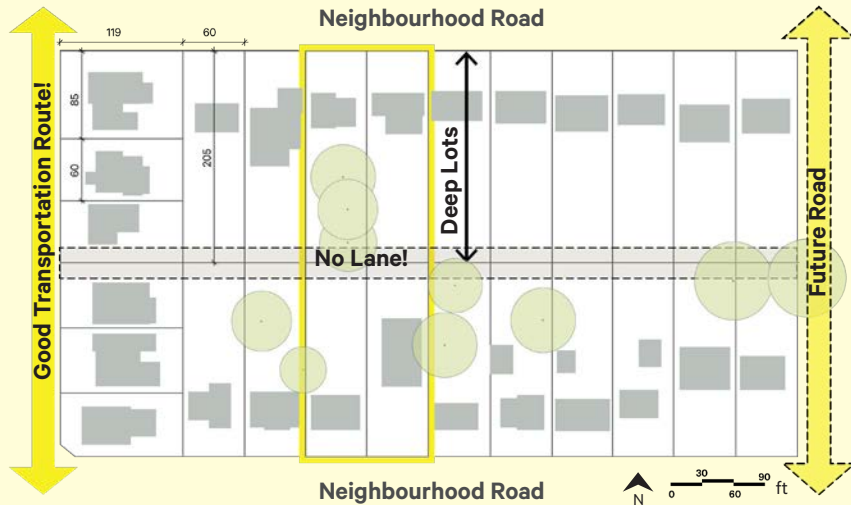 Neighbourhood Road
119
60
85
60
205
Good Transportation Route!
Deep Lots
No Lane!
Future Road
Neighbourhood Road
N
30
90
0
60
ft